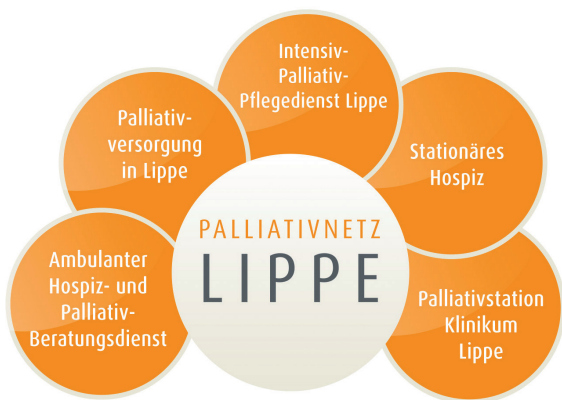 Intensiv-
Palliativ-
Pflegedienst Lippe
Palliativ-
versorgung
in Lippe
Stationäres
Hospiz
PALLIATIVNETZ
LIPPE
Ambulanter
Hospiz- und
Palliativ-
Beratungsdienst
Palliativstation
Klinikum
Lippe